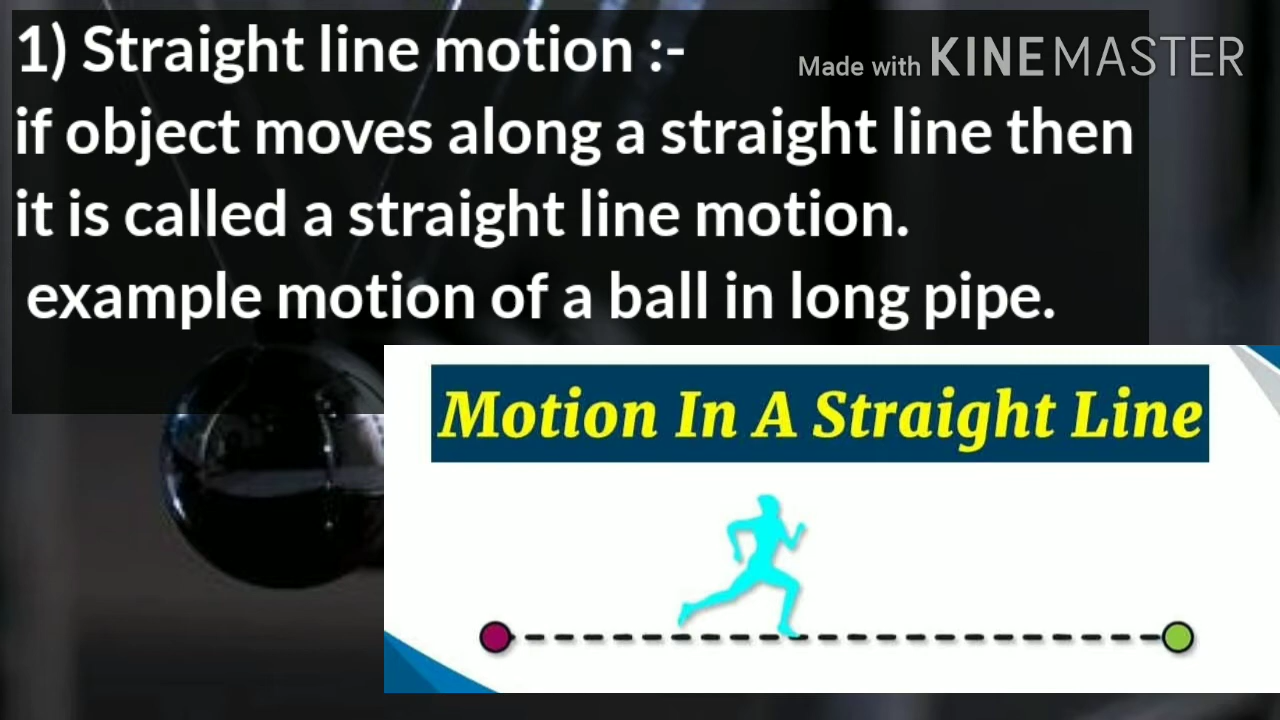 1) Straight line motion :-
Made with KINEMASTER
if object moves along a straight line then
it is called a straight line motion.
example motion of a ball in long pipe.
Motion In A Straight Line